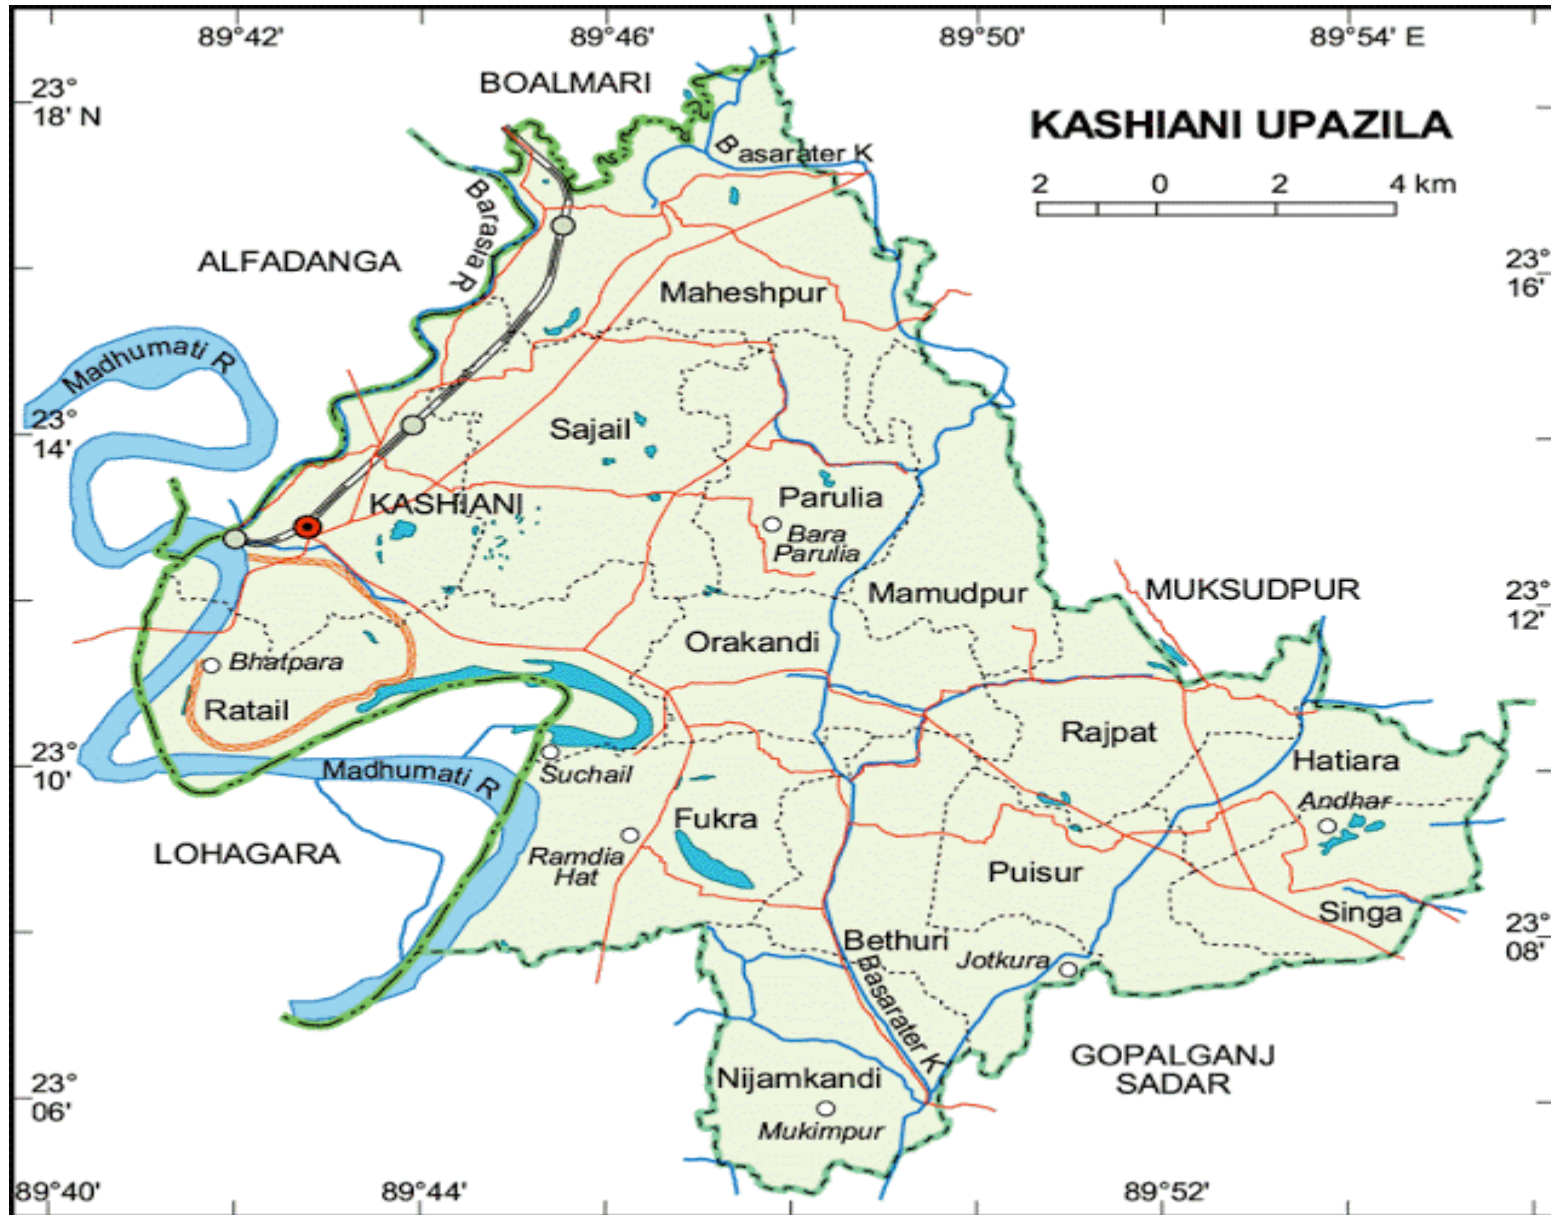 89°42'
89°46'
89°50'
89°54' E
23°
18' N
BOALMARI
KASHIANI UPAZILA
Basarater K
2 0 2 4 km
Barasia R
ALFADANGA
23°
16'
Maheshpur
Madhumati R
23°
14'
Sajail
KASHIANI
Parulia
Bara
Parulia
Mamudpur
MUKSUDPUR
23°
12'
Orakandi
Bhatpara
Ratail
Rajpat
23°
10'
Hatiara
Madhumati R
Suchail
Andhar
Fukra
LOHAGARA
Ramdia
Hat
Puisur
Singa
23°
08'
Bethuri
Jotkura
Basarater K
GOPALGANJ
SADAR
23°
06'
Nijamkandi
Mukimpur
89°40'
89°44'
89°52'